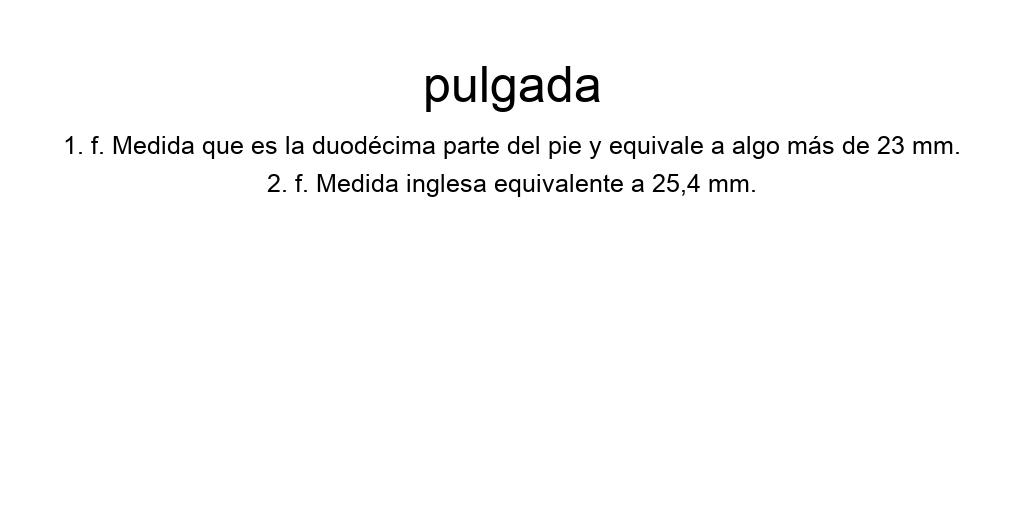 pulgada
1. f. Medida que es la duodécima parte del pie y equivale a algo más de 23 mm.
2. f. Medida inglesa equivalente a 25,4 mm.